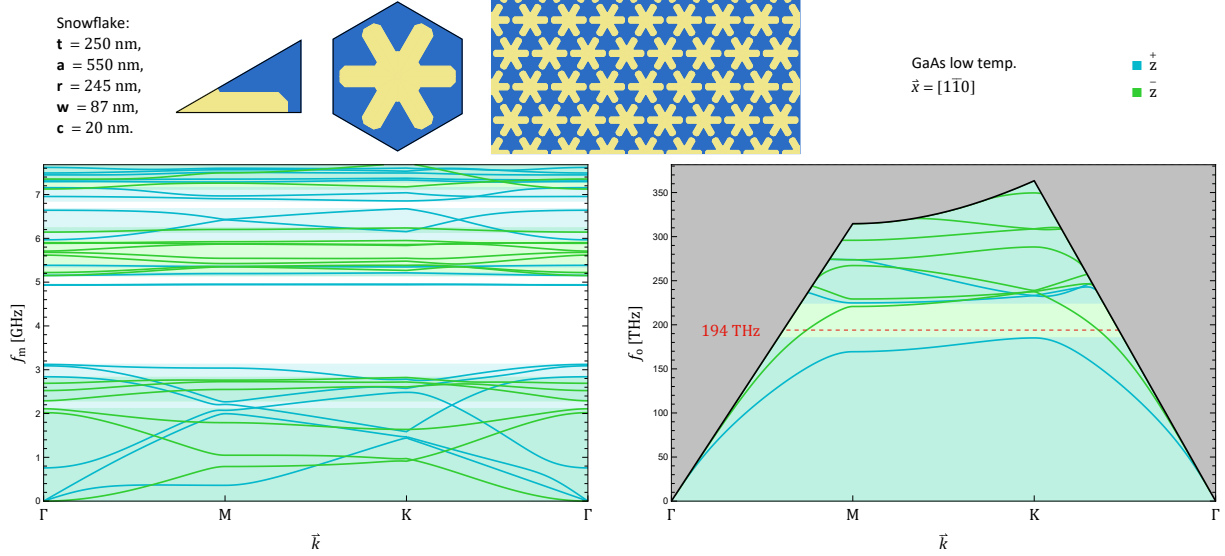 Snowflake:
t = 250 nm,
a = 550 nm,
r = 245 nm,
w = 87 nm,
c = 20 nm.
GaAs low temp.
x⃗ = [11̅0]
z⁺
z⁻
7
6
5
4
3
2
1
0
f_m [GHz]
Γ M K Γ
k⃗
350
300
250
200
150
100
50
0
f_o [THz]
194 THz
Γ M K Γ
k⃗